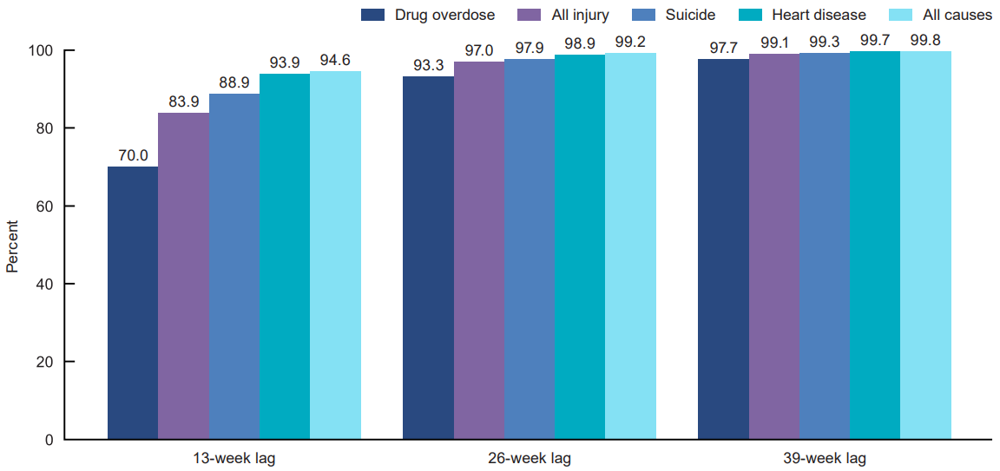 Drug overdose All injury Suicide Heart disease All causes
100
80
60
40
20
0
Percent
70.0 83.9 88.9 93.9 94.6
93.3 97.0 97.9 98.9 99.2
97.7 99.1 99.3 99.7 99.8
13-week lag 26-week lag 39-week lag